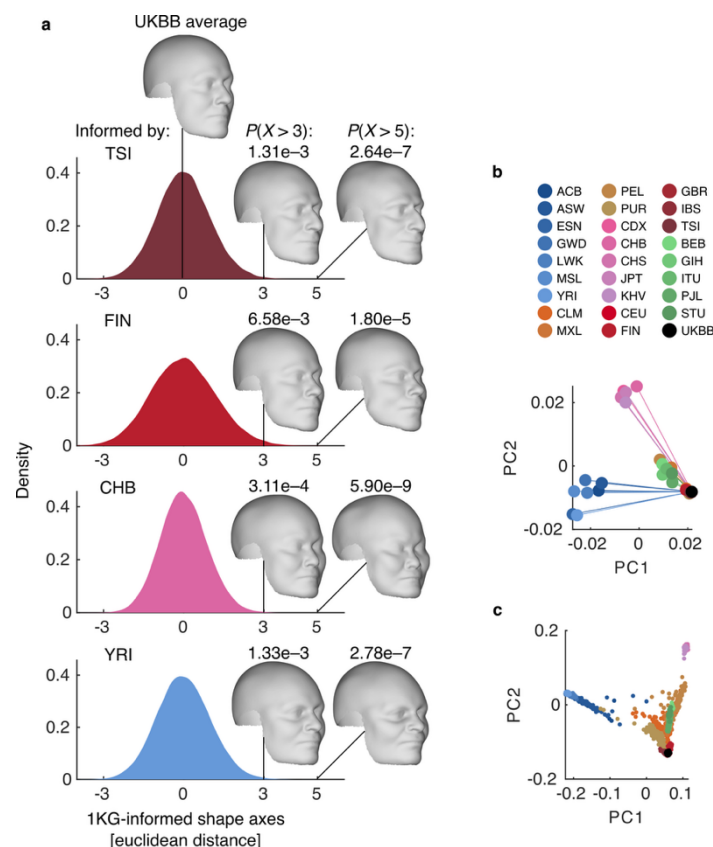 a
UKBB average
Informed by:
P(X > 3):
P(X > 5):
TSI
1.31e−3
2.64e−7
0.4
0.2
0
-3
0
3
5
FIN
6.58e−3
1.80e−5
0.4
0.2
0
-3
0
3
5
CHB
3.11e−4
5.90e−9
0.4
0.2
0
-3
0
3
5
YRI
1.33e−3
2.78e−7
0.4
0.2
0
-3
0
3
5
Density
1KG-informed shape axes
[euclidean distance]
b
ACB PEL GBR
ASW PUR IBS
ESN CDX TSI
GWD CHB BEB
LWK CHS GIH
MSL JPT ITU
YRI KHV PJL
CLM CEU STU
MXL FIN UKBB
PC2
0.02
0
-0.02
-0.02 0 0.02
PC1
c
PC2
0.2
0
-0.2
-0.2 -0.1 0 0.1
PC1